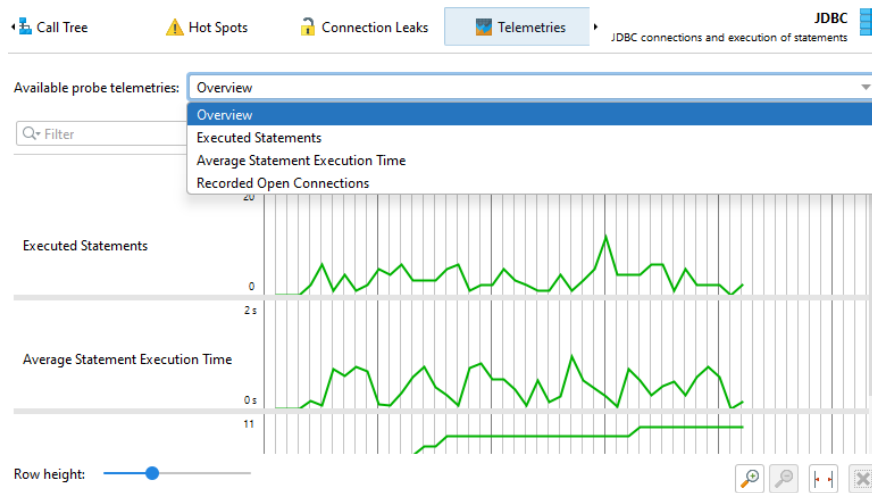 Call Tree
Hot Spots
Connection Leaks
Telemetries
JDBC
JDBC connections and execution of statements
Available probe telemetries:
Overview
Overview
Executed Statements
Average Statement Execution Time
Recorded Open Connections
Filter
20
Executed Statements
0
2 s
Average Statement Execution Time
0 s
11
Row height: